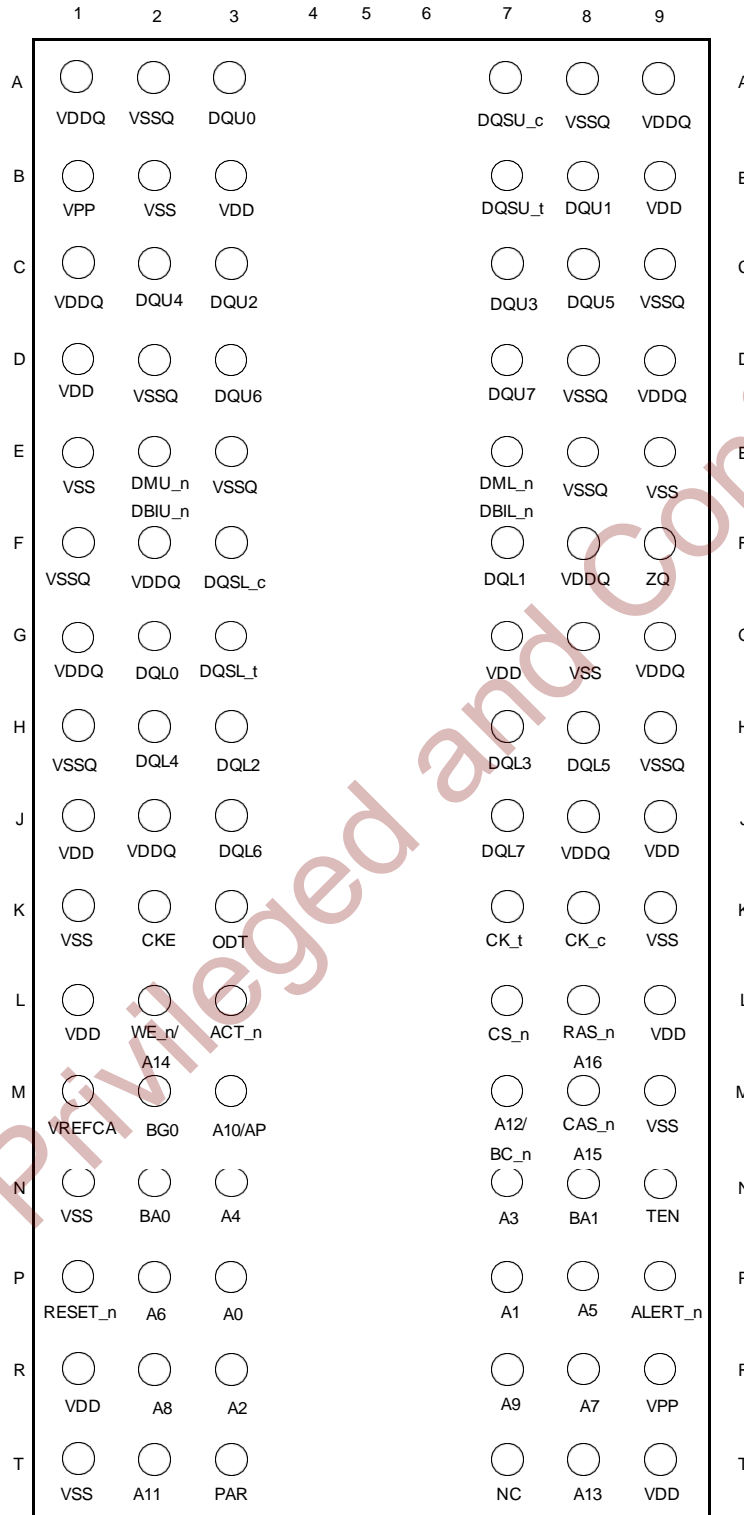 1 2 3 4 5 6 7 8 9
A A
VDDQ VSSQ DQU0 DQSU_c VSSQ VDDQ
B
VPP VSS VDD DQSU_t DQU1 VDD
C
VDDQ DQU4 DQU2 DQU3 DQU5 VSSQ
D
VDD VSSQ DQU6 DQU7 VSSQ VDDQ
E
VSS DMU_n VSSQ DML_n VSSQ VSS
DBIU_n DBIL_n
F
VSSQ VDDQ DQSL_c DQL1 VDDQ ZQ
G
VDDQ DQL0 DQSL_t VDD VSS VDDQ
H
VSSQ DQL4 DQL2 DQL3 DQL5 VSSQ
J
VDD VDDQ DQL6 DQL7 VDDQ VDD
K
VSS CKE ODT CK_t CK_c VSS
L
VDD WE_n/ ACT_n CS_n RAS_n VDD
A14 A16
M
VREFCA BG0 A10/AP A12/ CAS_n VSS
BC_n A15
N
VSS BA0 A4 A3 BA1 TEN
P
RESET_n A6 A0 A1 A5 ALERT_n
R
VDD A8 A2 A9 A7 VPP
T
VSS A11 PAR NC A13 VDD
Privileged and